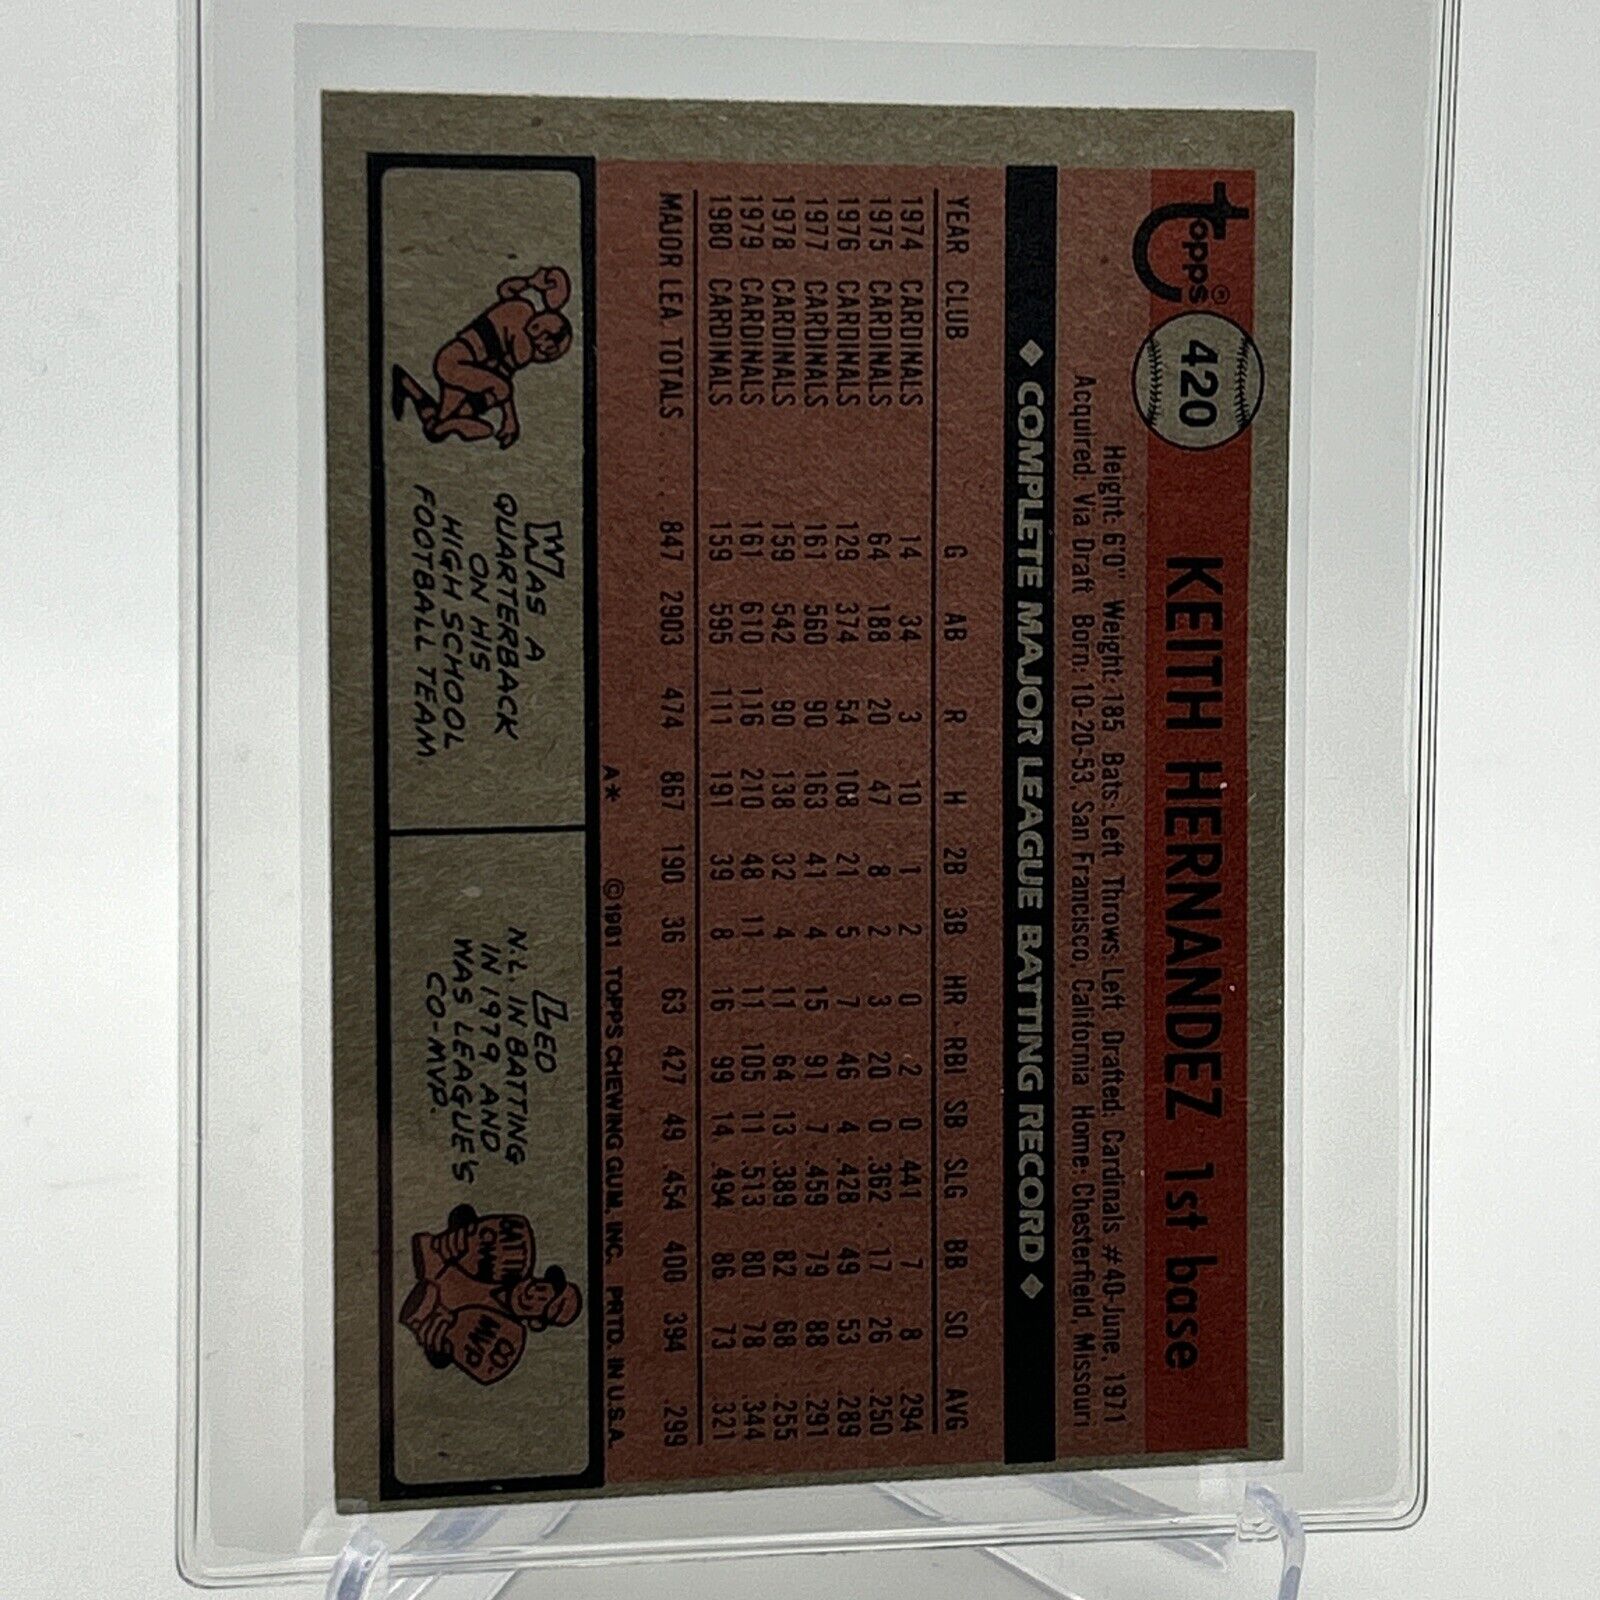 Topps®
420
KEITH HERNANDEZ 1st base
Height: 6'0" Weight: 185 Bats: Left Throws: Left Drafted: Cardinals #40-June, 1971
Acquired: Via Draft Born: 10-20-53, San Francisco, California Home: Chesterfield, Missouri
◆ COMPLETE MAJOR LEAGUE BATTING RECORD ◆
YEAR CLUB G AB R H 2B 3B HR RBI SB SLG BB SO AVG
1974 CARDINALS 14 34 3 10 1 2 0 2 0 .441 7 8 .294
1975 CARDINALS 64 188 20 47 8 2 3 20 0 .362 17 26 .250
1976 CARDINALS 129 374 54 108 21 5 7 46 4 .428 49 53 .289
1977 CARDINALS 161 560 90 163 41 4 15 91 7 .459 79 88 .291
1978 CARDINALS 159 542 90 138 32 4 11 64 13 .389 82 68 .255
1979 CARDINALS 161 610 116 210 48 11 11 105 11 .513 80 78 .344
1980 CARDINALS 159 595 111 191 39 8 16 99 14 .494 86 73 .321
MAJOR LEA. TOTALS .... 847 2903 474 867 190 36 63 427 49 .454 400 394 .299
A* ©1981 TOPPS CHEWING GUM, INC. PRTD. IN U.S.A.
WAS A
QUARTERBACK
ON HIS
HIGH SCHOOL
FOOTBALL TEAM.
LED
N.L. IN BATTING
IN 1979 AND
WAS LEAGUE'S
CO-MVP.
CO-
MVP